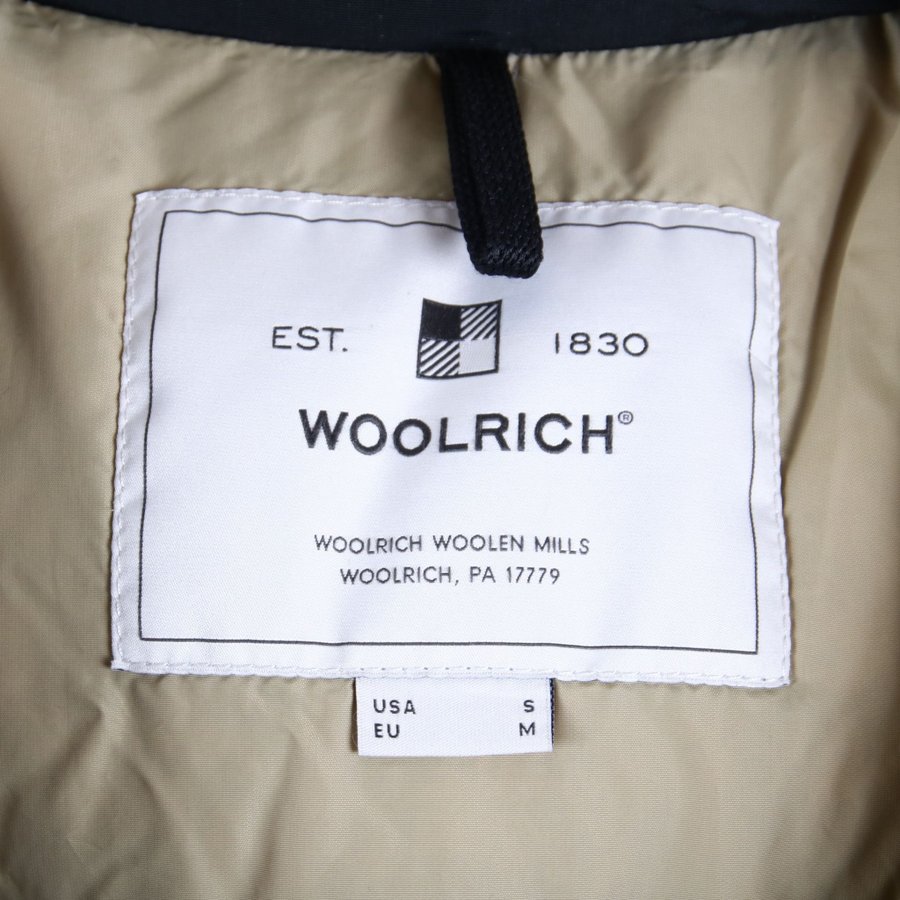 EST. 1830
WOOLRICH®
WOOLRICH WOOLEN MILLS
WOOLRICH, PA 17779
USA S
EU M